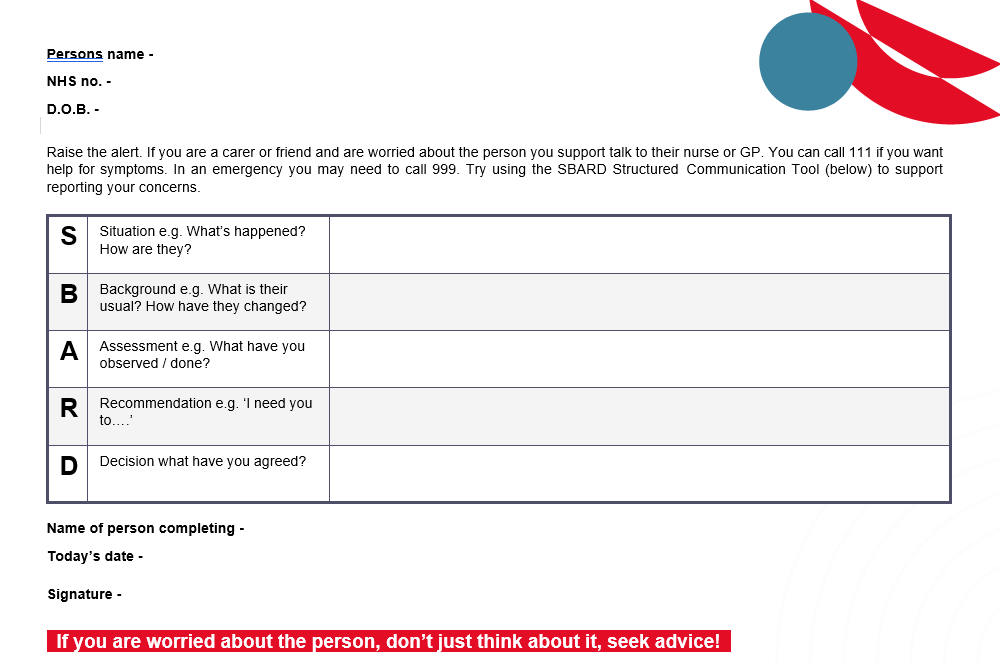 Persons name -
NHS no. -
D.O.B. -
Raise the alert. If you are a carer or friend and are worried about the person you support talk to their nurse or GP. You can call 111 if you want
help for symptoms. In an emergency you may need to call 999. Try using the SBARD Structured Communication Tool (below) to support
reporting your concerns.
S
Situation e.g. What’s happened?
How are they?
B
Background e.g. What is their
usual? How have they changed?
A
Assessment e.g. What have you
observed / done?
R
Recommendation e.g. ‘I need you
to….’
D
Decision what have you agreed?
Name of person completing -
Today’s date -
Signature -
If you are worried about the person, don’t just think about it, seek advice!